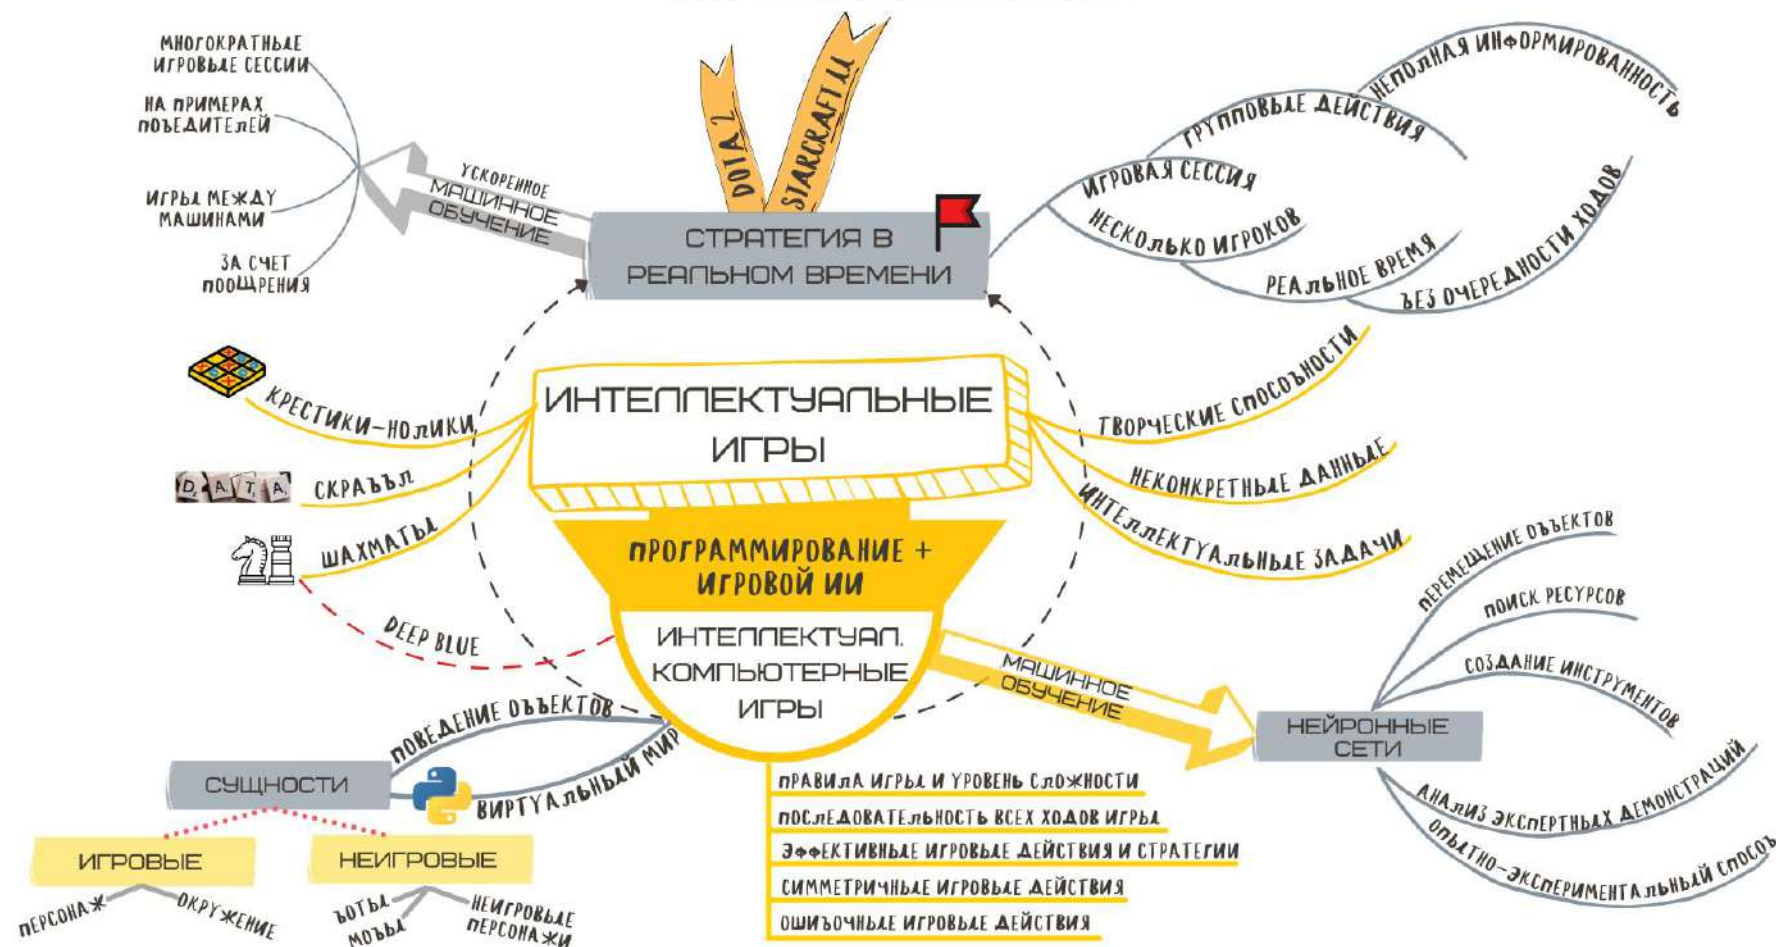 МНОГОКРАТНЫЕ
ИГРОВЫЕ СЕССИИ
НА ПРИМЕРАХ
ПОБЕДИТЕЛЕЙ
ИГРЫ МЕЖДУ
МАШИНАМИ
ЗА СЧЕТ
ПООЩРЕНИЯ
УСКОРЕННОЕ
МАШИННОЕ
ОБУЧЕНИЕ
DOTA 2
STARCRAFT II
СТРАТЕГИЯ В
РЕАЛЬНОМ ВРЕМЕНИ
НЕПОЛНАЯ ИНФОРМИРОВАННОСТЬ
ГРУППОВЫЕ ДЕЙСТВИЯ
ИГРОВАЯ СЕССИЯ
НЕСКОЛЬКО ИГРОКОВ
РЕАЛЬНОЕ ВРЕМЯ
БЕЗ ОЧЕРЕДНОСТИ ХОДОВ
ИНТЕЛЛЕКТУАЛЬНЫЕ
ИГРЫ
КРЕСТИКИ-НОЛИКИ
DATA
СКРАББЛ
ШАХМАТЫ
DEEP BLUE
ТВОРЧЕСКИЕ СПОСОБНОСТИ
НЕКОНКРЕТНЫЕ ДАННЫЕ
ИНТЕЛЛЕКТУАЛЬНЫЕ ЗАДАЧИ
ПРОГРАММИРОВАНИЕ +
ИГРОВОЙ ИИ
ИНТЕЛЛЕКТУАЛ.
КОМПЬЮТЕРНЫЕ
ИГРЫ
МАШИННОЕ
ОБУЧЕНИЕ
НЕЙРОННЫЕ
СЕТИ
ПЕРЕМЕЩЕНИЕ ОБЪЕКТОВ
ПОИСК РЕСУРСОВ
СОЗДАНИЕ ИНСТРУМЕНТОВ
АНАЛИЗ ЭКСПЕРТНЫХ ДЕМОНСТРАЦИЙ
ОПЫТНО-ЭКСПЕРИМЕНТАЛЬНЫЙ СПОСОБ
ПОВЕДЕНИЕ ОБЪЕКТОВ
ВИРТУАЛЬНЫЙ МИР
СУЩНОСТИ
ИГРОВЫЕ
НЕИГРОВЫЕ
ПЕРСОНАЖ
ОКРУЖЕНИЕ
БОТЫ
МОБЫ
НЕИГРОВЫЕ
ПЕРСОНАЖИ
ПРАВИЛА ИГРЫ И УРОВЕНЬ СЛОЖНОСТИ
ПОСЛЕДОВАТЕЛЬНОСТЬ ВСЕХ ХОДОВ ИГРЫ
ЭФФЕКТИВНЫЕ ИГРОВЫЕ ДЕЙСТВИЯ И СТРАТЕГИИ
СИММЕТРИЧНЫЕ ИГРОВЫЕ ДЕЙСТВИЯ
ОШИБОЧНЫЕ ИГРОВЫЕ ДЕЙСТВИЯ